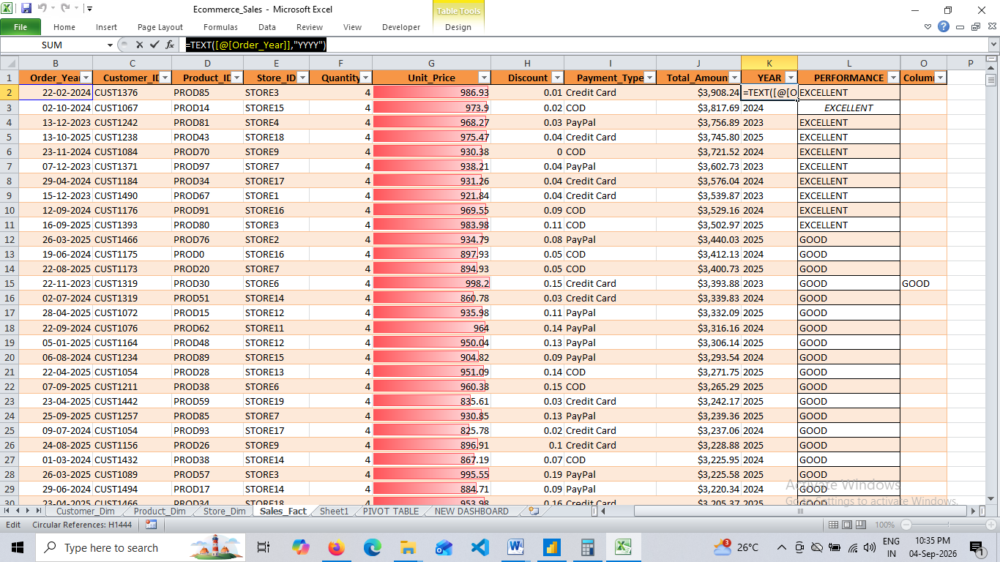 Ecommerce_Sales - Microsoft Excel
Table Tools
File Home Insert Page Layout Formulas Data Review View Developer Design
SUM fx =TEXT([@[Order_Year]],"YYYY")
B C D E F G H I J K L O P
1 Order_Year Customer_ID Product_ID Store_ID Quantity Unit_Price Discount Payment_Type Total_Amount YEAR PERFORMANCE Colum
2 22-02-2024 CUST1376 PROD85 STORE3 4 986.93 0.01 Credit Card $3,908.24 =TEXT([@[O EXCELLENT
3 02-10-2024 CUST1067 PROD14 STORE15 4 973.9 0.02 COD $3,817.69 2024 EXCELLENT
4 13-12-2023 CUST1242 PROD81 STORE4 4 968.27 0.03 PayPal $3,756.89 2023 EXCELLENT
5 13-10-2025 CUST1238 PROD43 STORE18 4 975.47 0.04 Credit Card $3,745.80 2025 EXCELLENT
6 23-11-2024 CUST1084 PROD70 STORE9 4 930.38 0 COD $3,721.52 2024 EXCELLENT
7 07-12-2023 CUST1371 PROD97 STORE7 4 938.21 0.04 PayPal $3,602.73 2023 EXCELLENT
8 29-04-2024 CUST1184 PROD34 STORE17 4 931.26 0.04 Credit Card $3,576.04 2024 EXCELLENT
9 15-12-2023 CUST1490 PROD67 STORE1 4 921.84 0.04 Credit Card $3,539.87 2023 EXCELLENT
10 12-09-2024 CUST1176 PROD91 STORE16 4 969.55 0.09 COD $3,529.16 2024 EXCELLENT
11 16-09-2025 CUST1393 PROD80 STORE3 4 983.98 0.11 COD $3,502.97 2025 EXCELLENT
12 26-03-2025 CUST1466 PROD76 STORE2 4 934.79 0.08 PayPal $3,440.03 2025 GOOD
13 19-06-2024 CUST1175 PROD0 STORE16 4 897.93 0.05 COD $3,412.13 2024 GOOD
14 22-08-2025 CUST1173 PROD20 STORE7 4 894.93 0.05 COD $3,400.73 2025 GOOD
15 22-11-2023 CUST1319 PROD30 STORE6 4 998.2 0.15 Credit Card $3,393.88 2023 GOOD GOOD
16 02-07-2024 CUST1319 PROD51 STORE14 4 860.78 0.03 Credit Card $3,339.83 2024 GOOD
17 28-04-2025 CUST1072 PROD15 STORE12 4 935.98 0.11 PayPal $3,332.09 2025 GOOD
18 22-09-2024 CUST1076 PROD62 STORE11 4 964 0.14 PayPal $3,316.16 2024 GOOD
19 05-01-2025 CUST1164 PROD48 STORE12 4 950.04 0.13 PayPal $3,306.14 2025 GOOD
20 06-08-2024 CUST1234 PROD89 STORE15 4 904.82 0.09 PayPal $3,293.54 2024 GOOD
21 22-04-2025 CUST1054 PROD28 STORE13 4 951.09 0.14 COD $3,271.75 2025 GOOD
22 07-09-2025 CUST1211 PROD38 STORE6 4 960.38 0.15 COD $3,265.29 2025 GOOD
23 23-04-2025 CUST1442 PROD59 STORE19 4 835.61 0.03 Credit Card $3,242.17 2025 GOOD
24 25-09-2025 CUST1257 PROD85 STORE7 4 930.85 0.13 PayPal $3,239.36 2025 GOOD
25 09-07-2024 CUST1054 PROD93 STORE17 4 825.78 0.02 Credit Card $3,237.06 2024 GOOD
26 24-08-2025 CUST1156 PROD26 STORE9 4 896.91 0.1 Credit Card $3,228.88 2025 GOOD
27 01-03-2024 CUST1432 PROD38 STORE14 4 867.19 0.07 COD $3,225.95 2024 GOOD
28 26-03-2025 CUST1089 PROD57 STORE3 4 995.55 0.19 PayPal $3,225.58 2025 GOOD
29 29-06-2024 CUST1494 PROD17 STORE14 4 884.71 0.09 PayPal $3,220.34 2024 GOOD
30 23-04-2025 CUST1466 PROD34 STORE18 4 953.98 0.16 Credit Card $3,205.37 2025 GOOD
Activate Windows
Go to Settings to activate Windows.
Customer_Dim Product_Dim Store_Dim Sales_Fact Sheet1 PIVOT TABLE NEW DASHBOARD
Edit Circular References: H1444 100%
Type here to search 3 26°C ENG IN 10:35 PM 04-Sep-2026 1